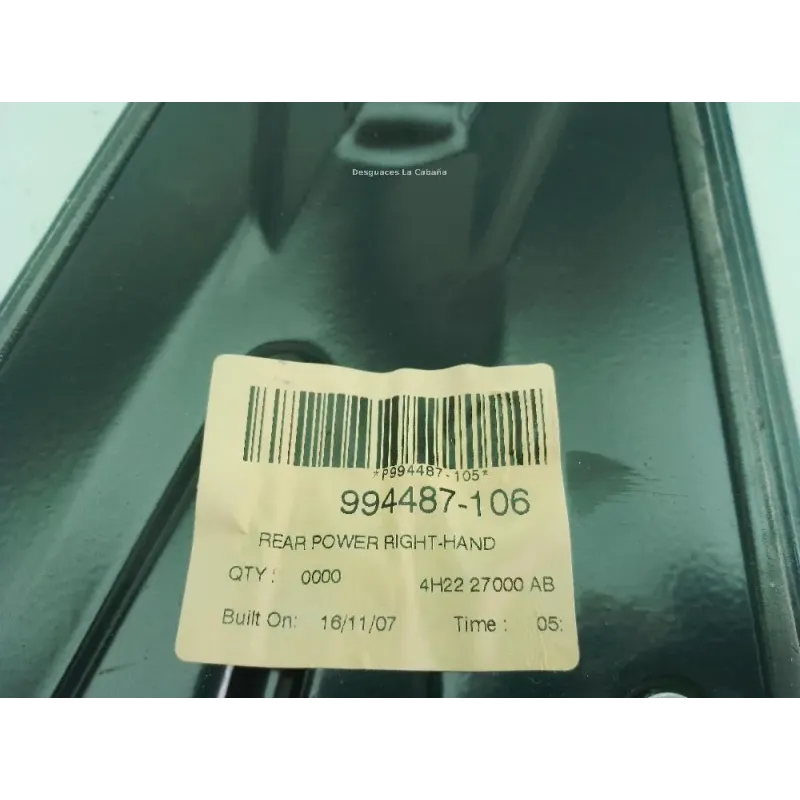 Desguaces La Cabaña
*P994487-105*
994487-106
REAR POWER RIGHT-HAND
QTY: 0000 4H22 27000 AB
Built On: 16/11/07 Time : 05: